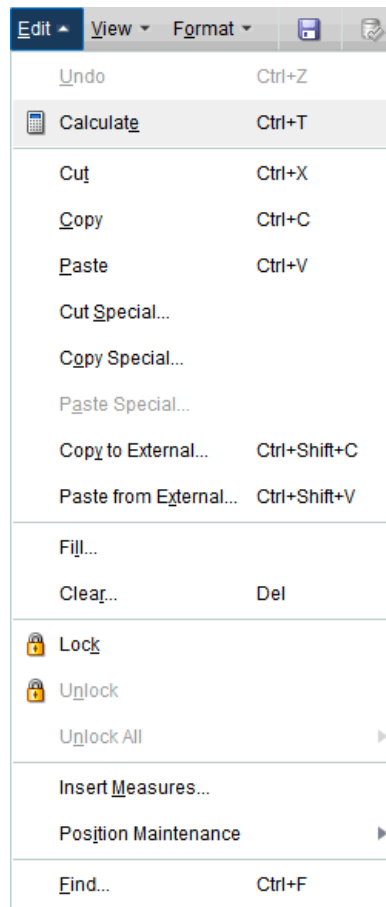 Edit View Format
Undo Ctrl+Z
Calculate Ctrl+T
Cut Ctrl+X
Copy Ctrl+C
Paste Ctrl+V
Cut Special...
Copy Special...
Paste Special...
Copy to External... Ctrl+Shift+C
Paste from External... Ctrl+Shift+V
Fill...
Clear... Del
Lock
Unlock
Unlock All
Insert Measures...
Position Maintenance
Find... Ctrl+F